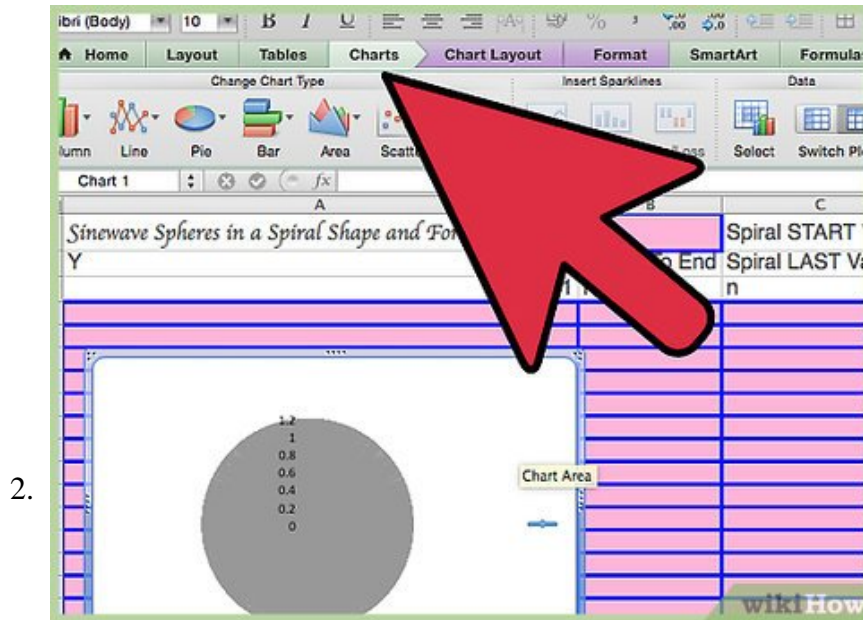 ibri (Body) 10 B I U
Home Layout Tables Charts Chart Layout Format SmartArt Formulas
Change Chart Type Insert Sparklines Data
lumn Line Pie Bar Area Scatte Select Switch Pl
Chart 1 fx
A B C
Sinewave Spheres in a Spiral Shape and For Spiral START
Y To End Spiral LAST Va
1 n
1.2
1
0.8
0.6
0.4
0.2
0
Chart Area
2.
wikiHow